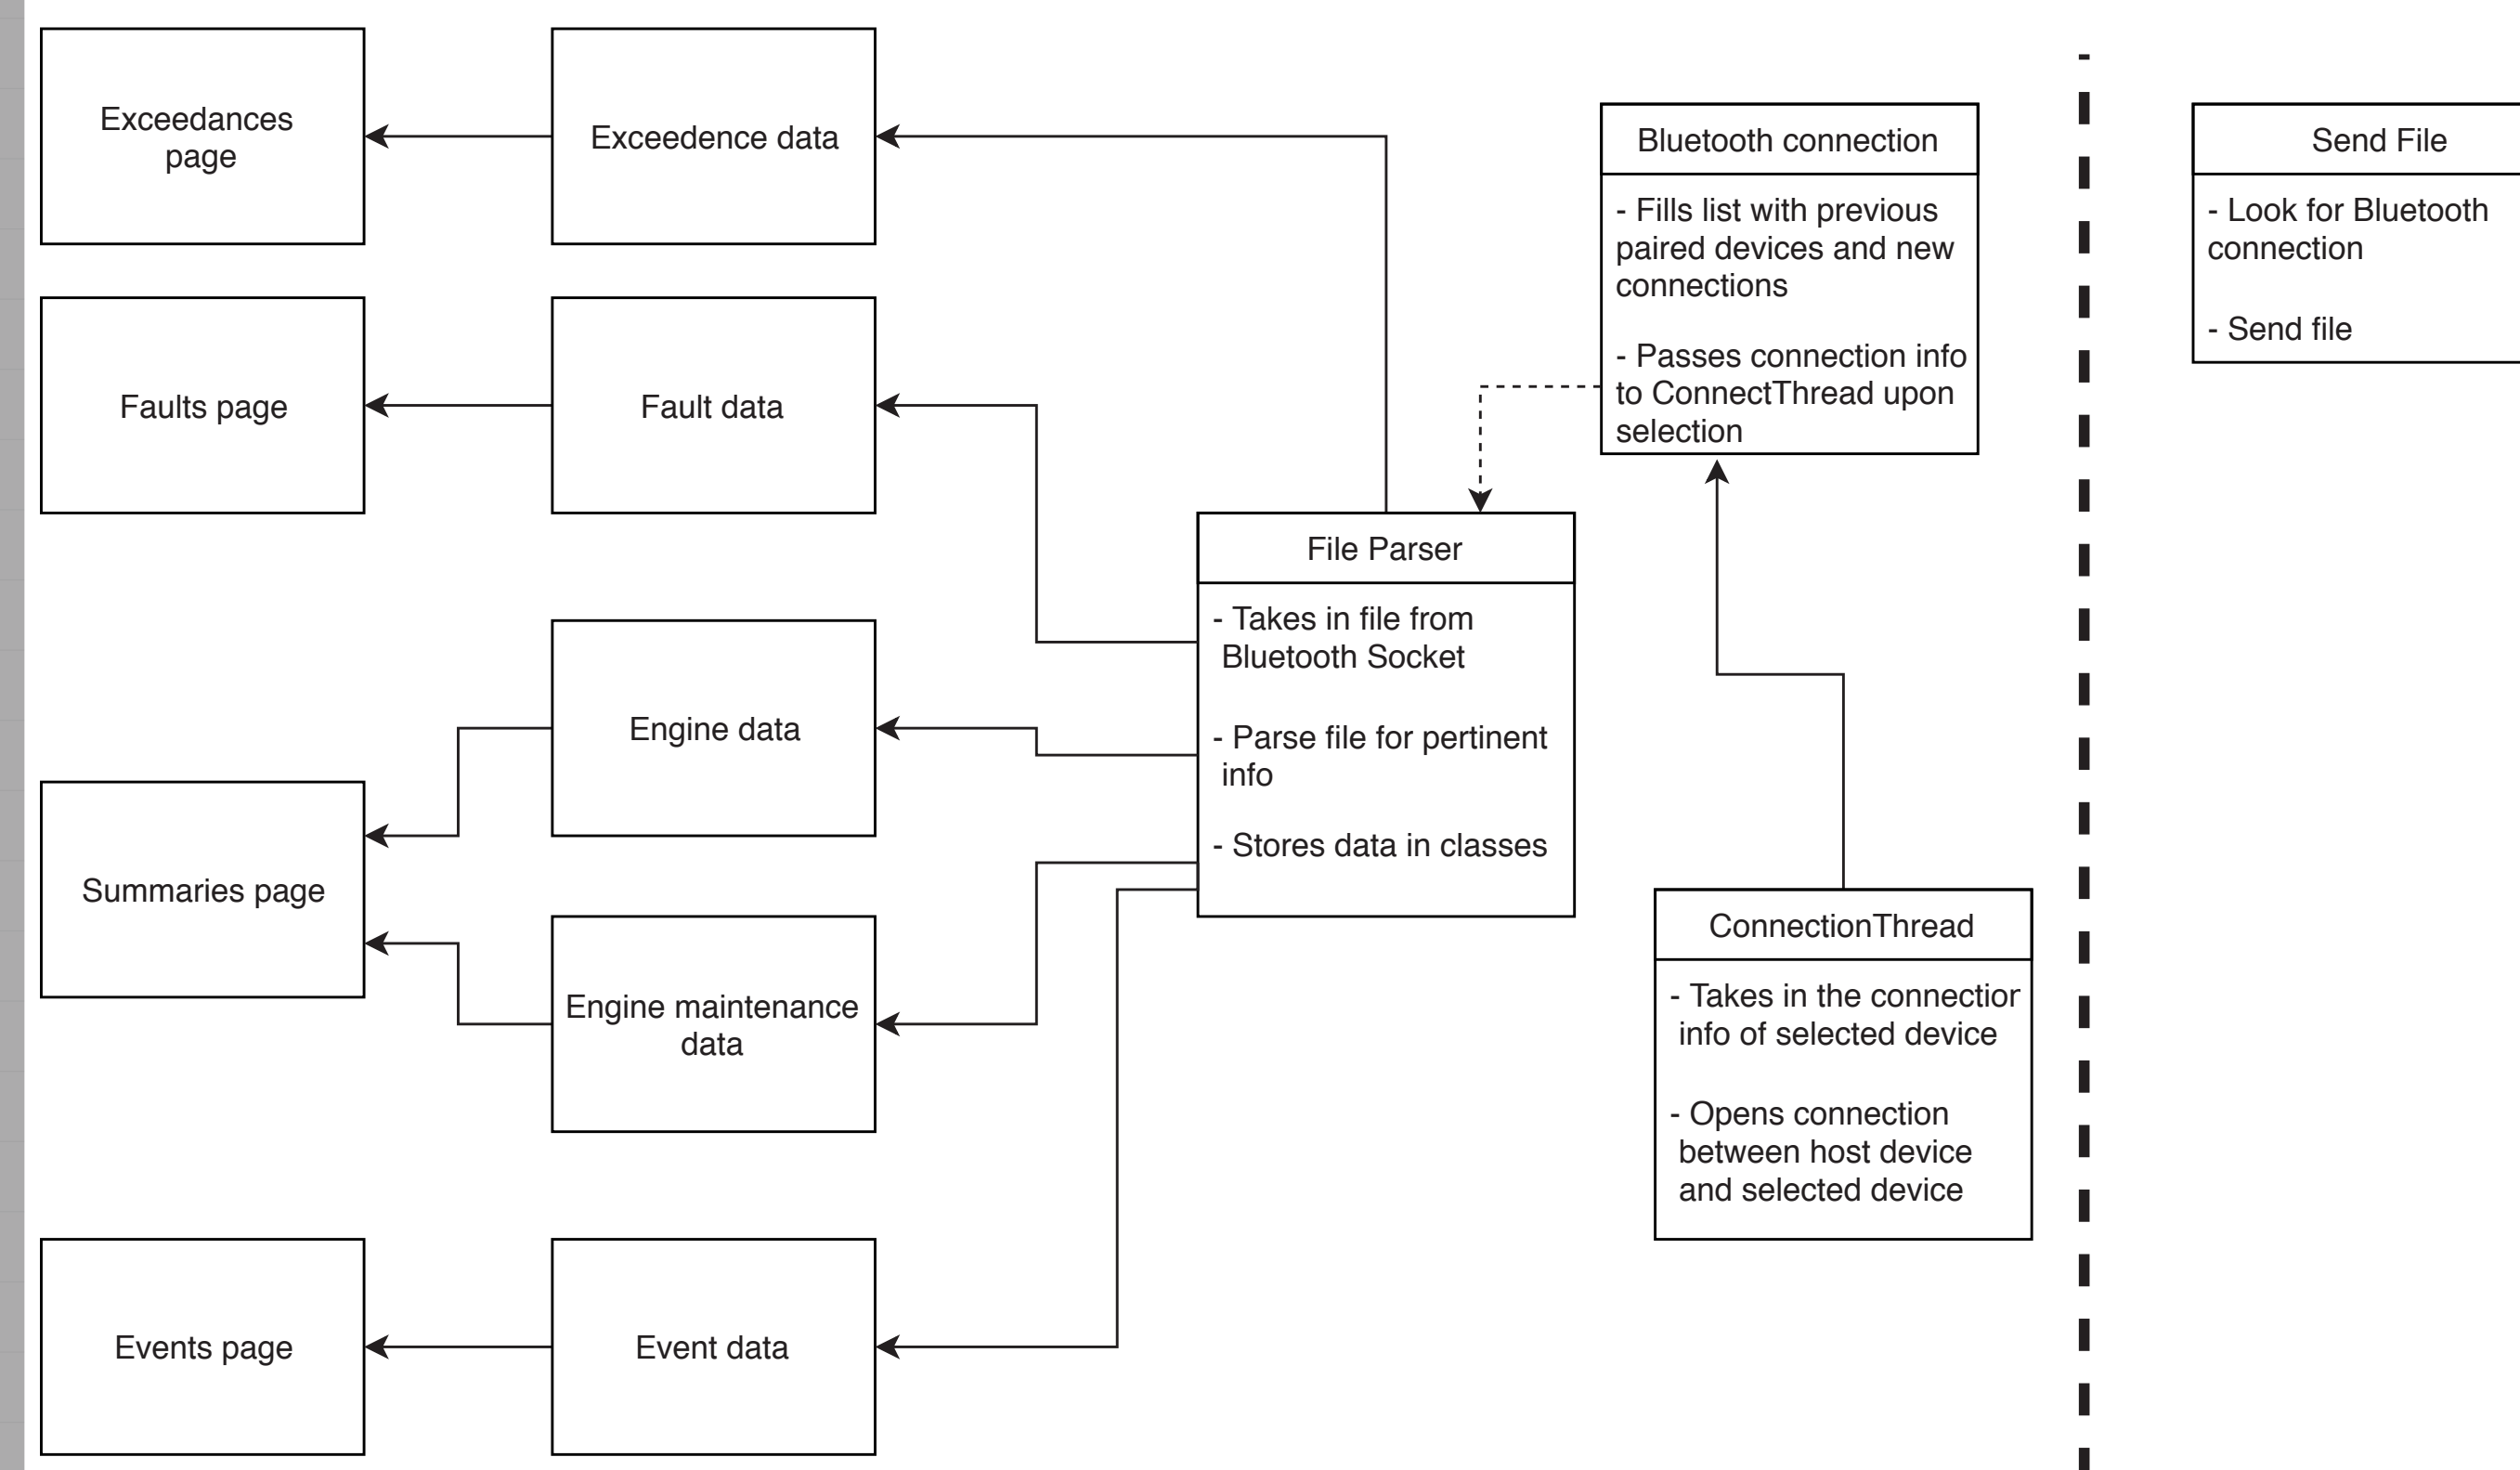 Exceedances
page
Exceedence data
Faults page
Fault data
Engine data
Summaries page
Engine maintenance
data
Events page
Event data
File Parser
- Takes in file from
Bluetooth Socket
- Parse file for pertinent
info
- Stores data in classes
Bluetooth connection
- Fills list with previous
paired devices and new
connections
- Passes connection info
to ConnectThread upon
selection
ConnectionThread
- Takes in the connection
info of selected device
- Opens connection
between host device
and selected device
Send File
- Look for Bluetooth
connection
- Send file